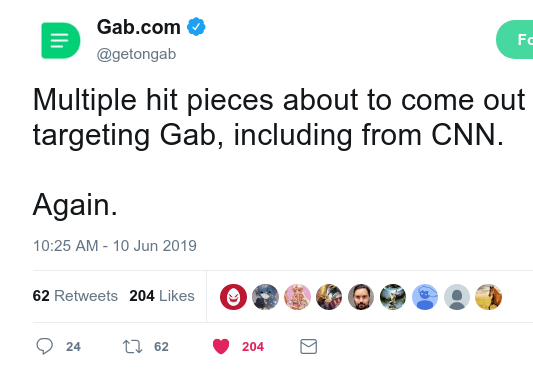 Gab.com
@getongab
Fo
Multiple hit pieces about to come out
targeting Gab, including from CNN.
Again.
10:25 AM - 10 Jun 2019
62 Retweets 204 Likes
24 62 204